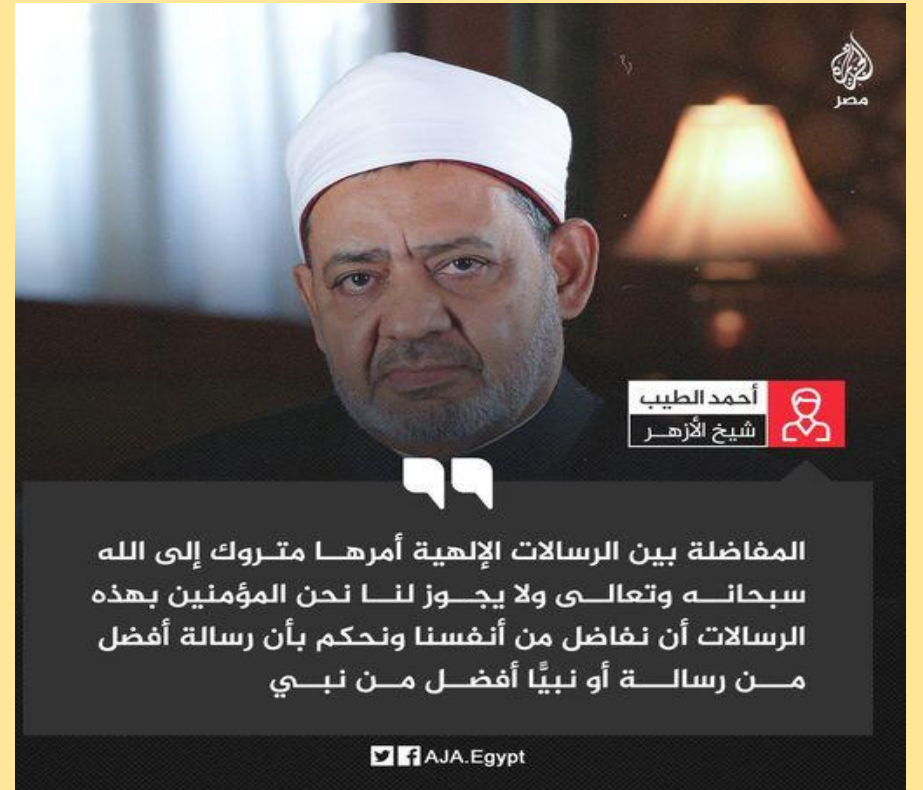 الجزيرة
مصر
أحمد الطيب
شيخ الأزهر
المفاضلة بين الرسالات الإلهية أمرها متروك إلى الله
سبحانه وتعالى ولا يجوز لنا نحن المؤمنين بهذه
الرسالات أن نفاضل من أنفسنا ونحكم بأن رسالة أفضل
من رسالة أو نبيًّا أفضل من نبي
AJA.Egypt